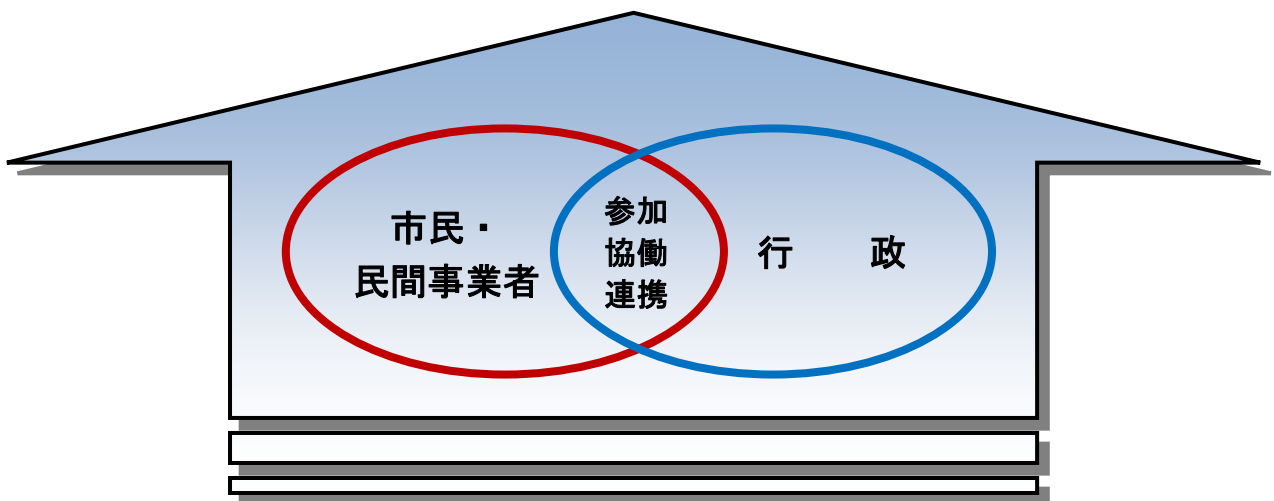 市民・
民間事業者
参加
協働
連携
行　　政